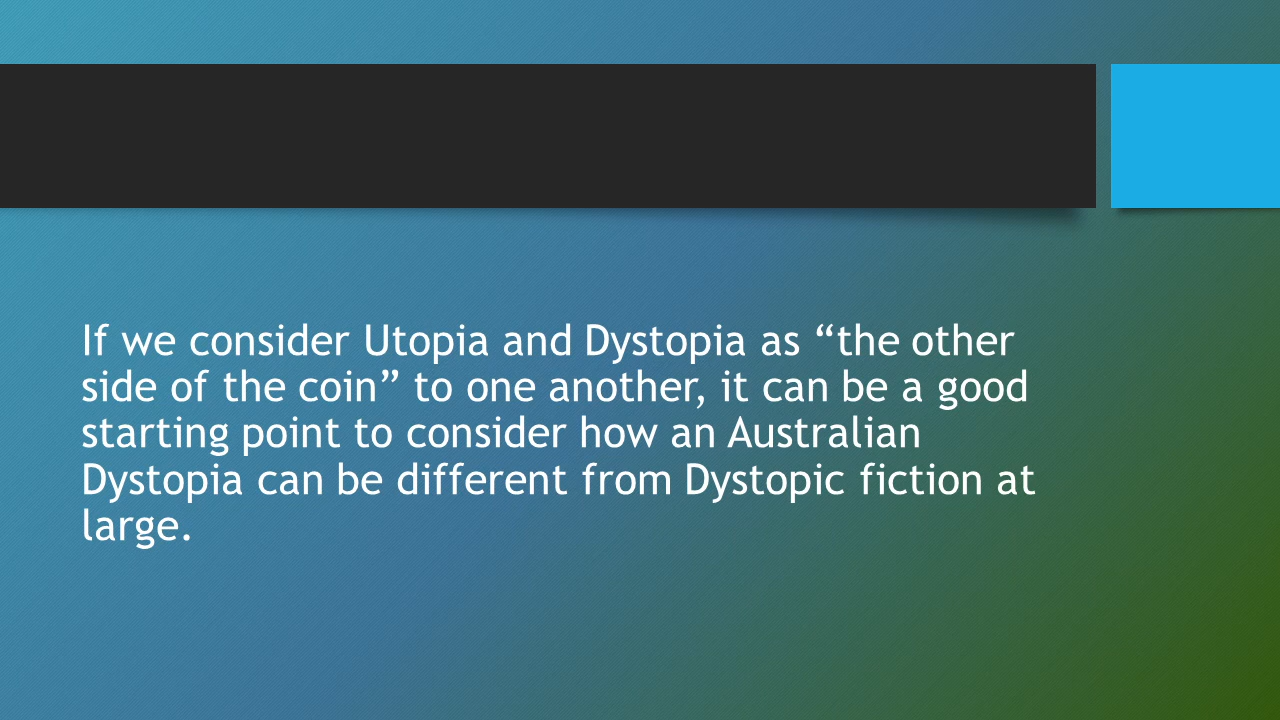 If we consider Utopia and Dystopia as “the other
side of the coin” to one another, it can be a good
starting point to consider how an Australian
Dystopia can be different from Dystopic fiction at
large.